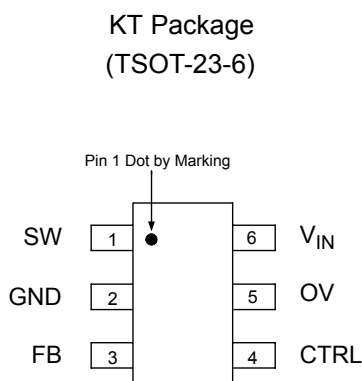 KT Package
(TSOT-23-6)
Pin 1 Dot by Marking
SW 1 6 VIN
GND 2 5 OV
FB 3 4 CTRL